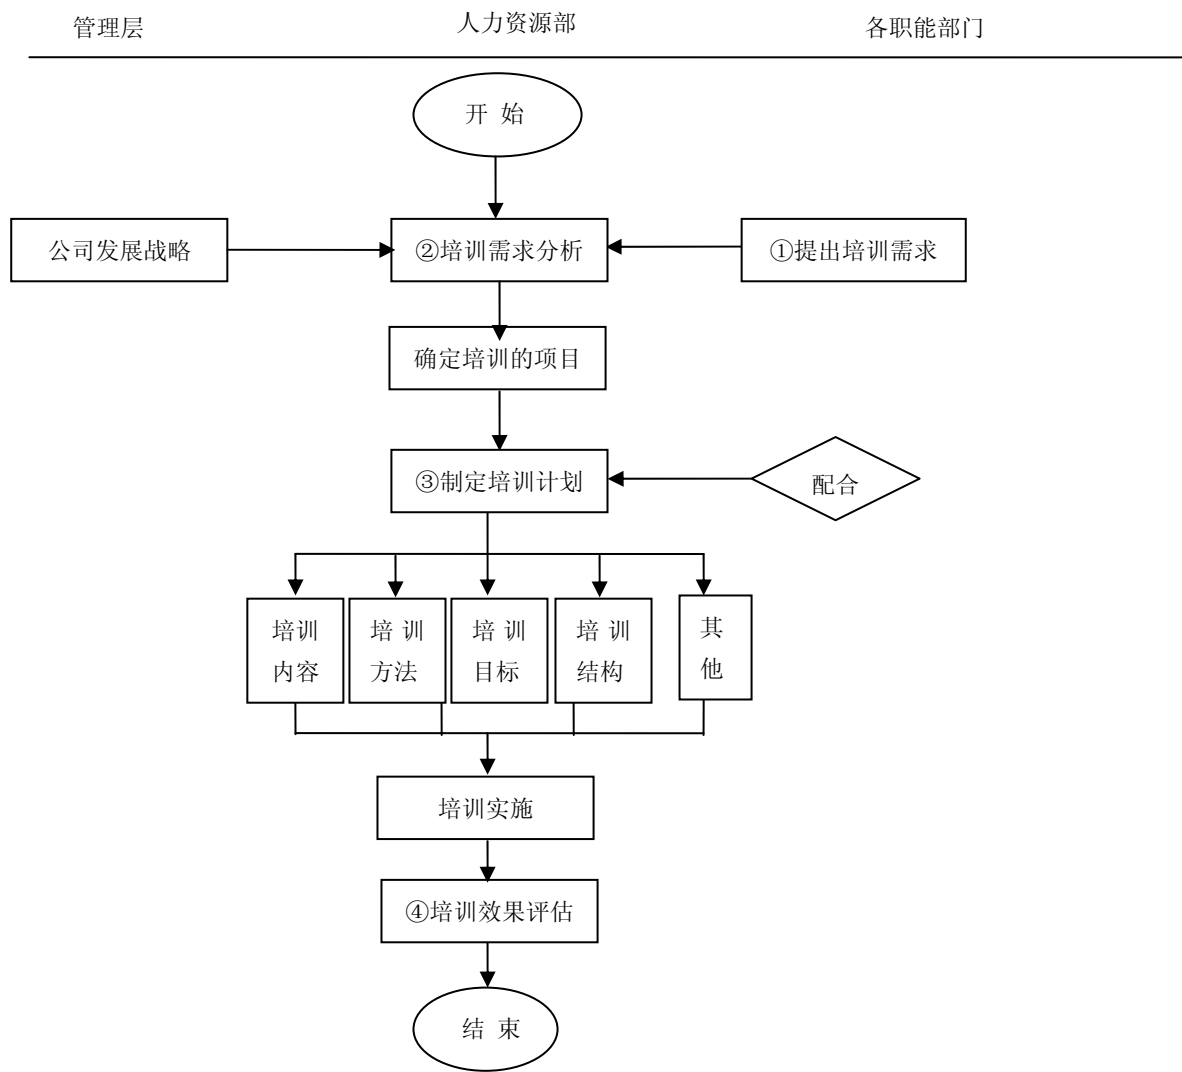 管理层
人力资源部
各职能部门
开 始
公司发展战略
②培训需求分析
①提出培训需求
确定培训的项目
③制定培训计划
配合
培训
内容
培 训
方法
培 训
目标
培 训
结构
其
他
培训实施
④培训效果评估
结 束